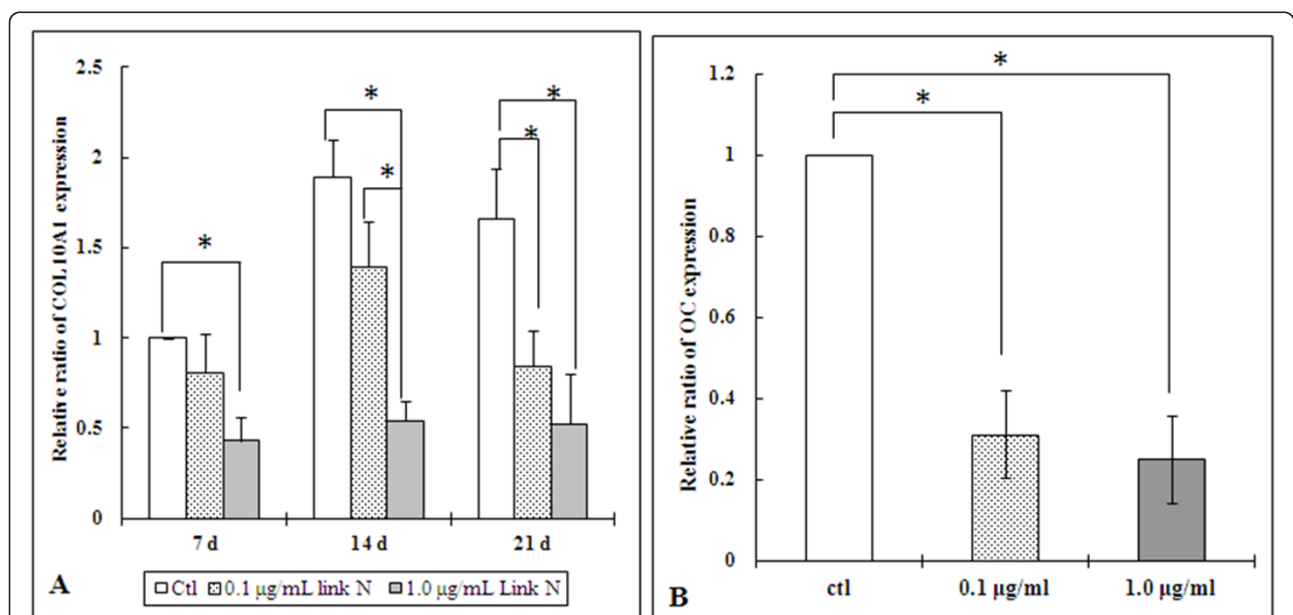 Relative ratio of COL10A1 expression
2.5
2
1.5
1
0.5
0
*
*
*
*
*
7 d 14 d 21 d
Ctl 0.1 µg/mL link N 1.0 µg/mL Link N
A
Relative ratio of OC expression
1.2
1
0.8
0.6
0.4
0.2
0
*
*
ctl 0.1 µg/ml 1.0 µg/ml
B